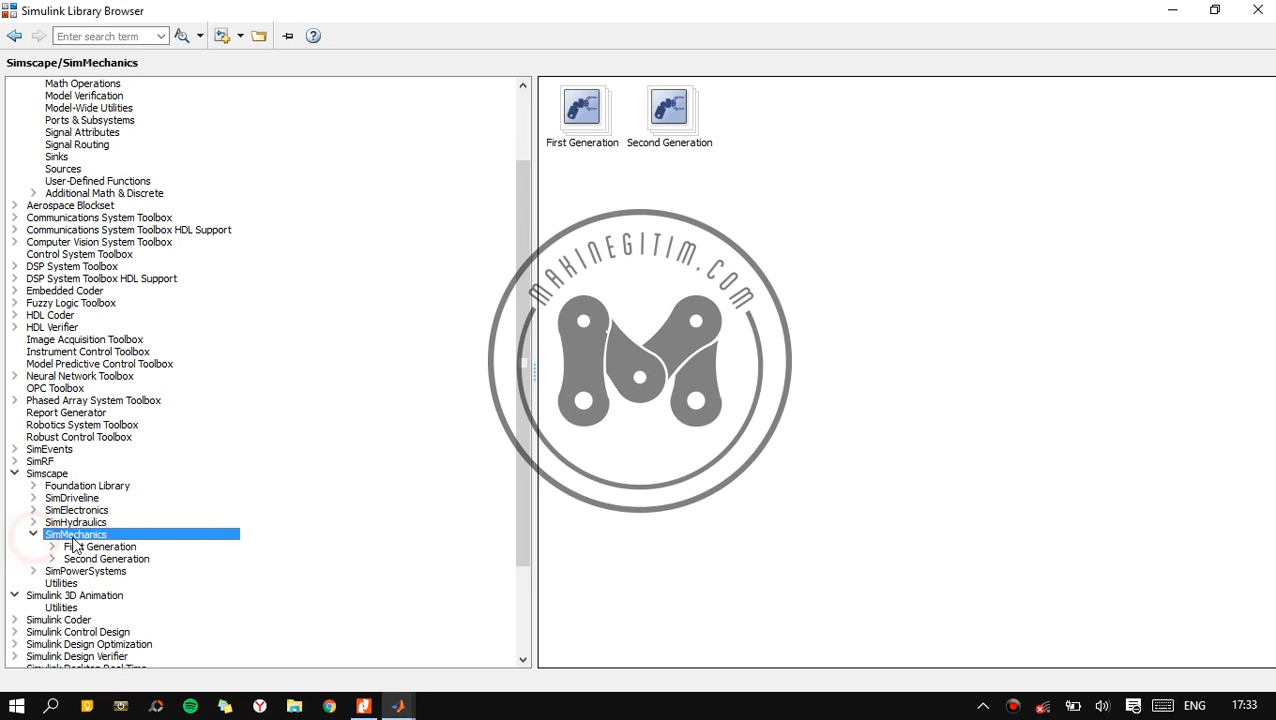 Simulink Library Browser
Enter search term
Simscape/SimMechanics
Math Operations
Model Verification
Model-Wide Utilities
Ports & Subsystems
Signal Attributes
Signal Routing
Sinks
Sources
User-Defined Functions
Additional Math & Discrete
Aerospace Blockset
Communications System Toolbox
Communications System Toolbox HDL Support
Computer Vision System Toolbox
Control System Toolbox
DSP System Toolbox
DSP System Toolbox HDL Support
Embedded Coder
Fuzzy Logic Toolbox
HDL Coder
HDL Verifier
Image Acquisition Toolbox
Instrument Control Toolbox
Model Predictive Control Toolbox
Neural Network Toolbox
OPC Toolbox
Phased Array System Toolbox
Report Generator
Robotics System Toolbox
Robust Control Toolbox
SimEvents
SimRF
Simscape
Foundation Library
SimDriveline
SimElectronics
SimHydraulics
SimMechanics
First Generation
Second Generation
SimPowerSystems
Utilities
Simulink 3D Animation
Utilities
Simulink Coder
Simulink Control Design
Simulink Design Optimization
Simulink Design Verifier
First Generation
Second Generation
MAKINEGITIM.COM
ENG
17:33